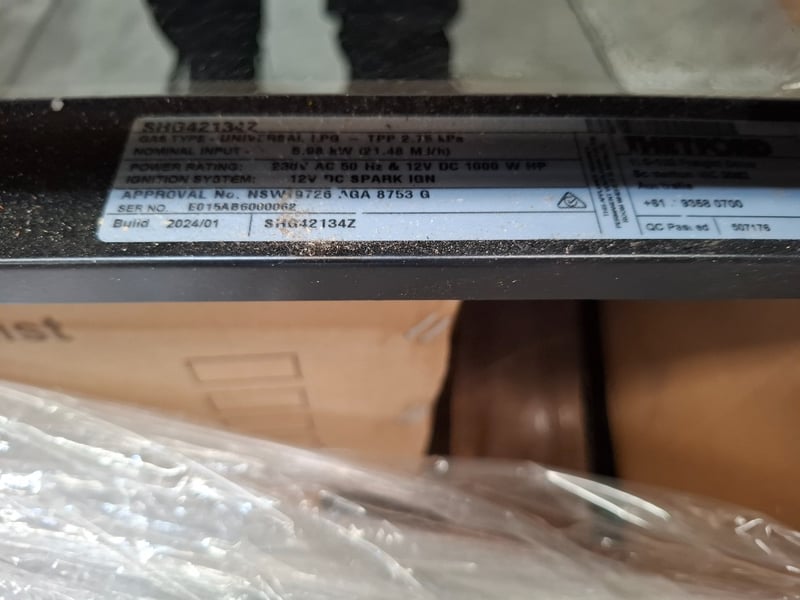 SHG42134Z
GAS TYPE - UNIVERSAL LPG TPP 2.75 kPa
NOMINAL INPUT - 5.98 kW (21.48 MJ/h)
POWER RATING: 230V AC 50 Hz & 12V DC 1000 W HP
IGNITION SYSTEM: 12V DC SPARK IGN
APPROVAL No. AGA 8753 G
SER NO E015AB6000062
Build 2024/01 SHG42134Z
THETFORD
Australia
+61 9358 0700
QC Passed 507176